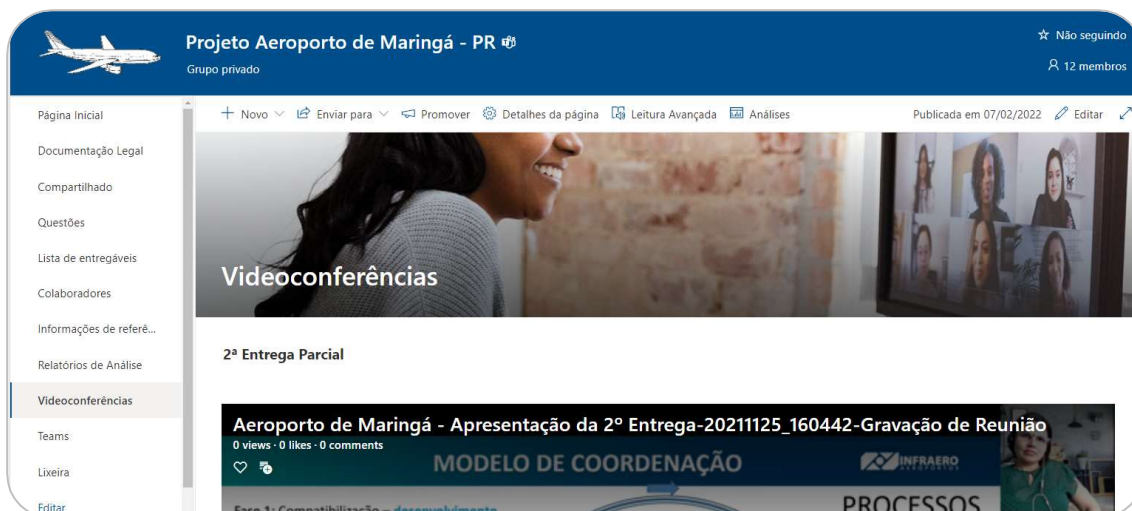 Projeto Aeroporto de Maringá - PR
Grupo privado
Não seguindo
12 membros
Página Inicial
Documentação Legal
Compartilhado
Questões
Lista de entregáveis
Colaboradores
Informações de referê...
Relatórios de Análise
Videoconferências
Teams
Lixeira
Editar
Novo Enviar para Promover Detalhes da página Leitura Avançada Análises Publicada em 07/02/2022 Editar
Videoconferências
2ª Entrega Parcial
Aeroporto de Maringá - Apresentação da 2º Entrega-20211125_160442-Gravação de Reunião
0 views · 0 likes · 0 comments
MODELO DE COORDENAÇÃO
INFRAERO
AEROPORTOS
Fase 1: Compatibilização – desenvolvimento
PROCESSOS